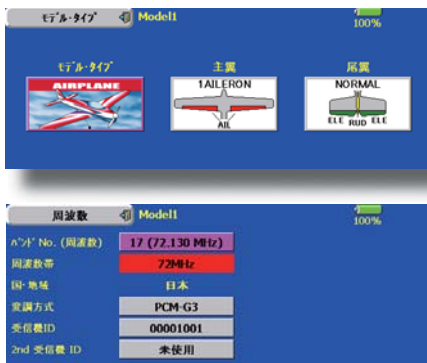 ﾓﾃﾞﾙ･ﾀｲﾌﾟ Model1 100%
ﾓﾃﾞﾙ･ﾀｲﾌﾟ 主翼 尾翼
AIRPLANE 1AILERON NORMAL
AIL ELE RUD ELE
周波数 Model1 100%
ﾊﾞﾝﾄﾞ No. (周波数) 17 (72.130 MHz)
周波数帯 72MHz
国･地域 日本
変調方式 PCM-G3
受信機ID 00001001
2nd 受信機 ID 未使用